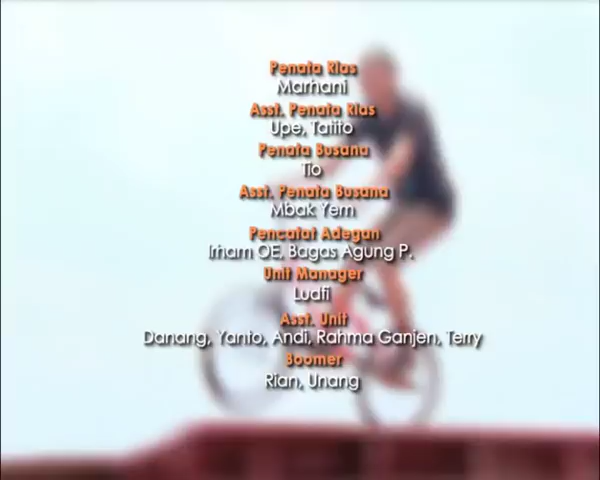 Penata Rias
Marhani
Asst. Penata Rias
Upe, Tatito
Penata Busana
Tio
Asst. Penata Busana
Mbak Yem
Pencatat Adegan
Irham OE, Bagas Agung P.
Unit Manager
Ludfi
Asst. Unit
Danang, Yanto, Andi, Rahma Ganjen, Terry
Boomer
Rian, Unang